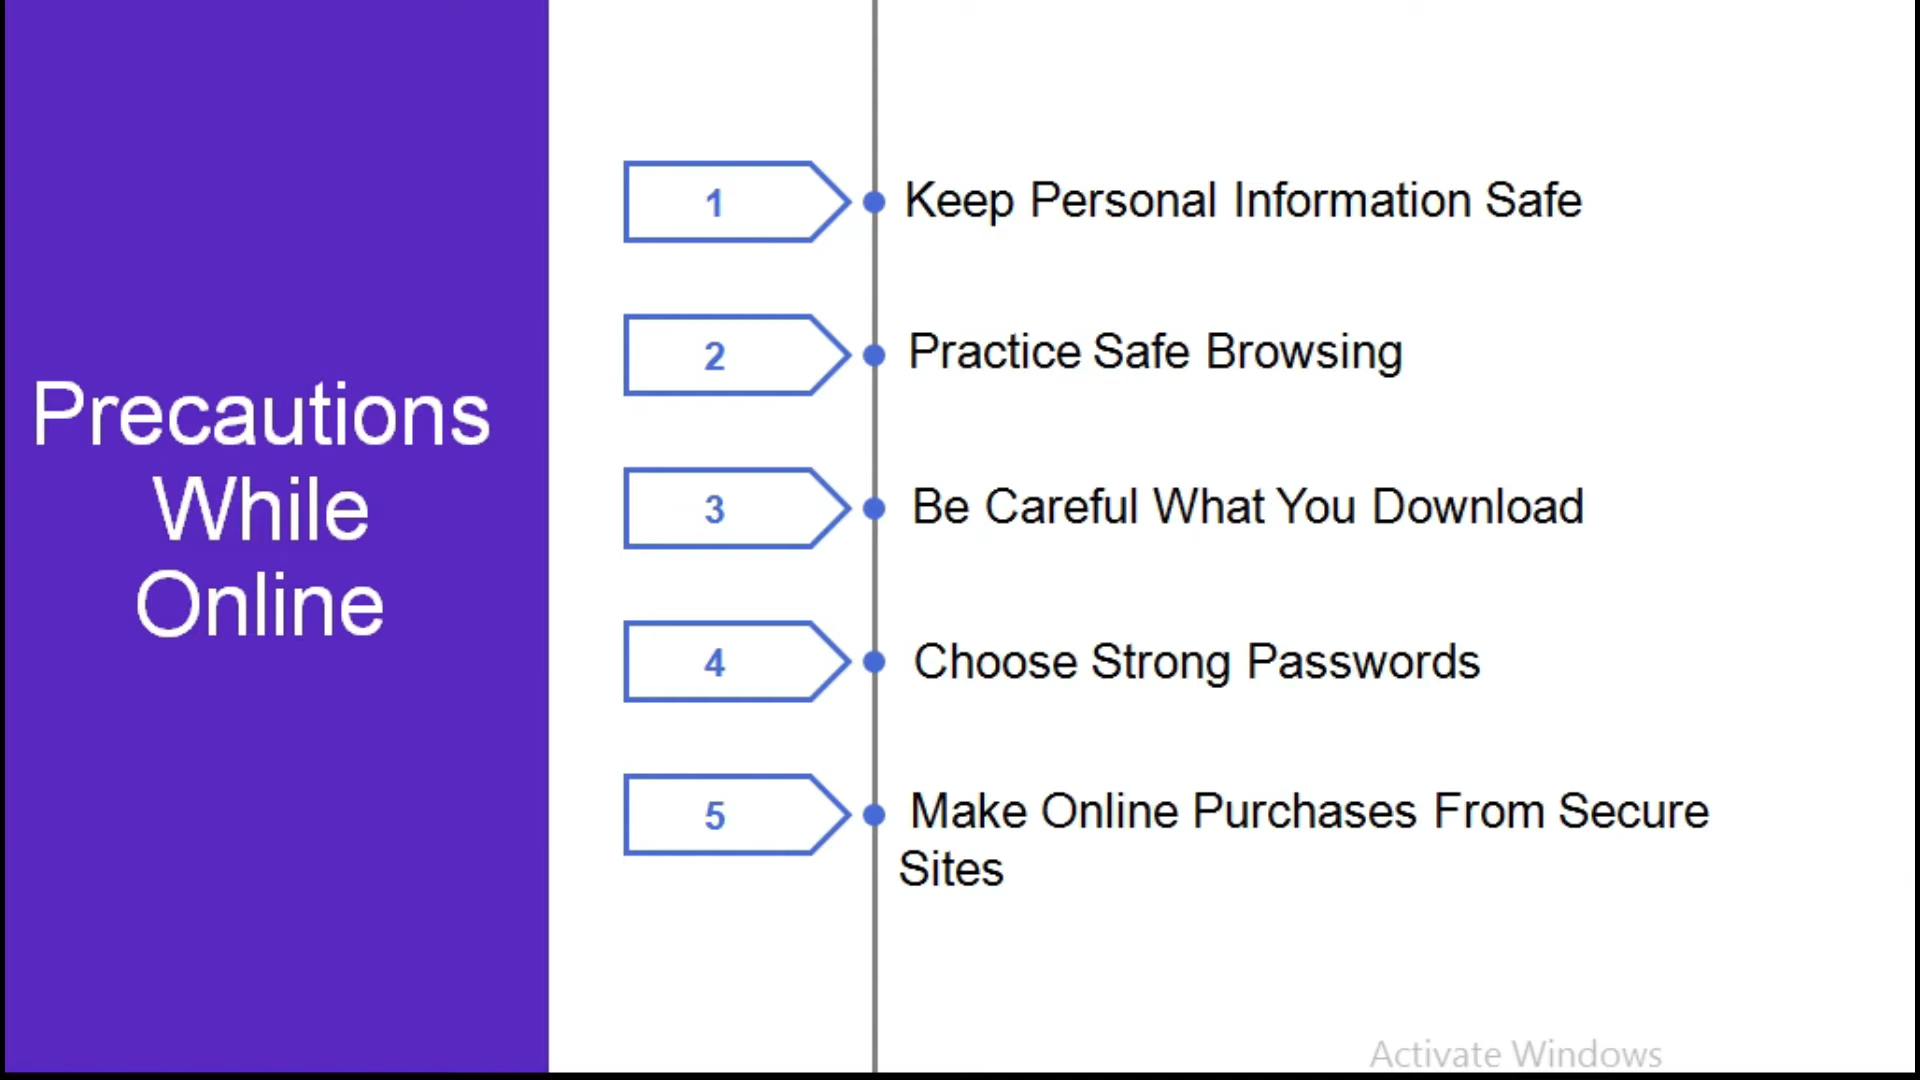 Precautions
While
Online
1
Keep Personal Information Safe
2
Practice Safe Browsing
3
Be Careful What You Download
4
Choose Strong Passwords
5
Make Online Purchases From Secure
Sites
Activate Windows